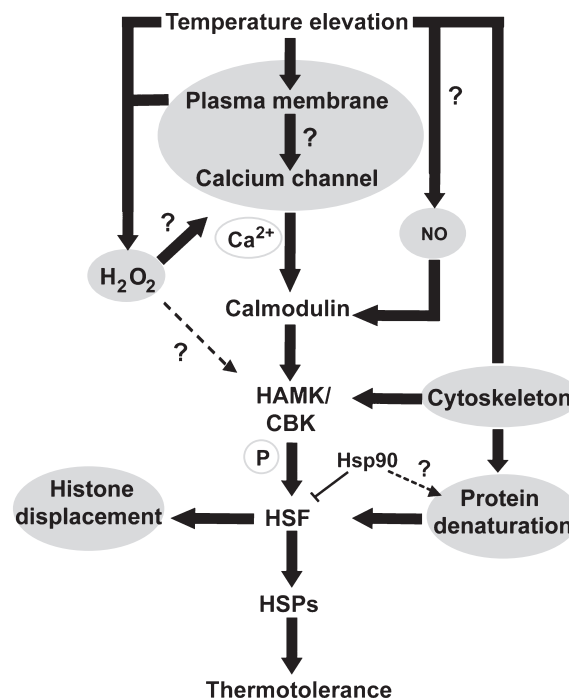 Temperature elevation
Plasma membrane
?
?
Calcium channel
?
Ca²⁺
NO
H₂O₂
Calmodulin
?
HAMK/
CBK
Cytoskeleton
P
Hsp90
?
Histone
displacement
HSF
Protein
denaturation
HSPs
Thermotolerance